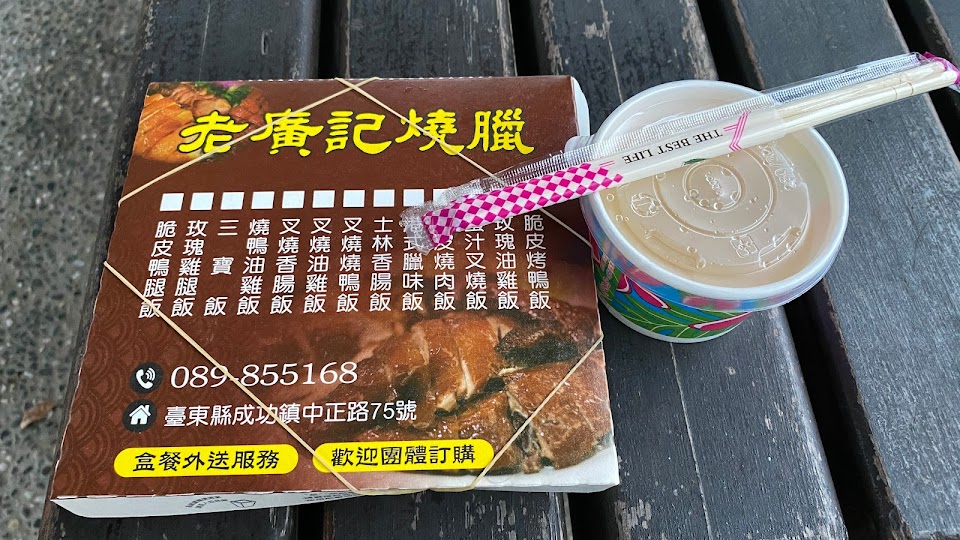 老廣記燒臘
脆皮烤鴨飯
玫瑰油雞飯
汁叉燒飯
皮燒肉飯
港式臘味飯
士林香腸飯
叉燒燒鴨飯
叉燒油雞飯
叉燒香腸飯
燒鴨油雞飯
三寶飯
玫瑰雞腿飯
脆皮鴨腿飯
089-855168
臺東縣成功鎮中正路75號
盒餐外送服務
歡迎團體訂購
THE BEST LIFE